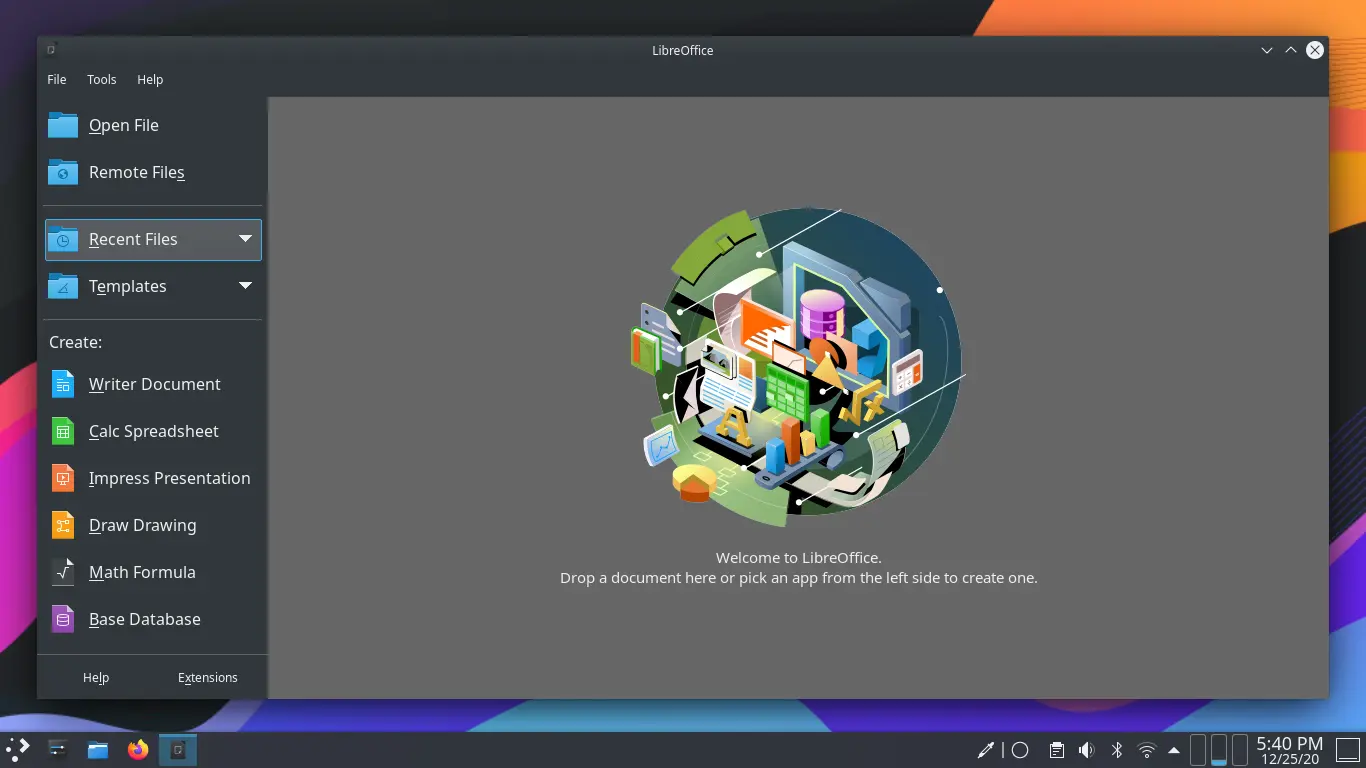 LibreOffice
File Tools Help
Open File
Remote Files
Recent Files
Templates
Create:
Writer Document
Calc Spreadsheet
Impress Presentation
Draw Drawing
Math Formula
Base Database
Help Extensions
Welcome to LibreOffice.
Drop a document here or pick an app from the left side to create one.
5:40 PM
12/25/20